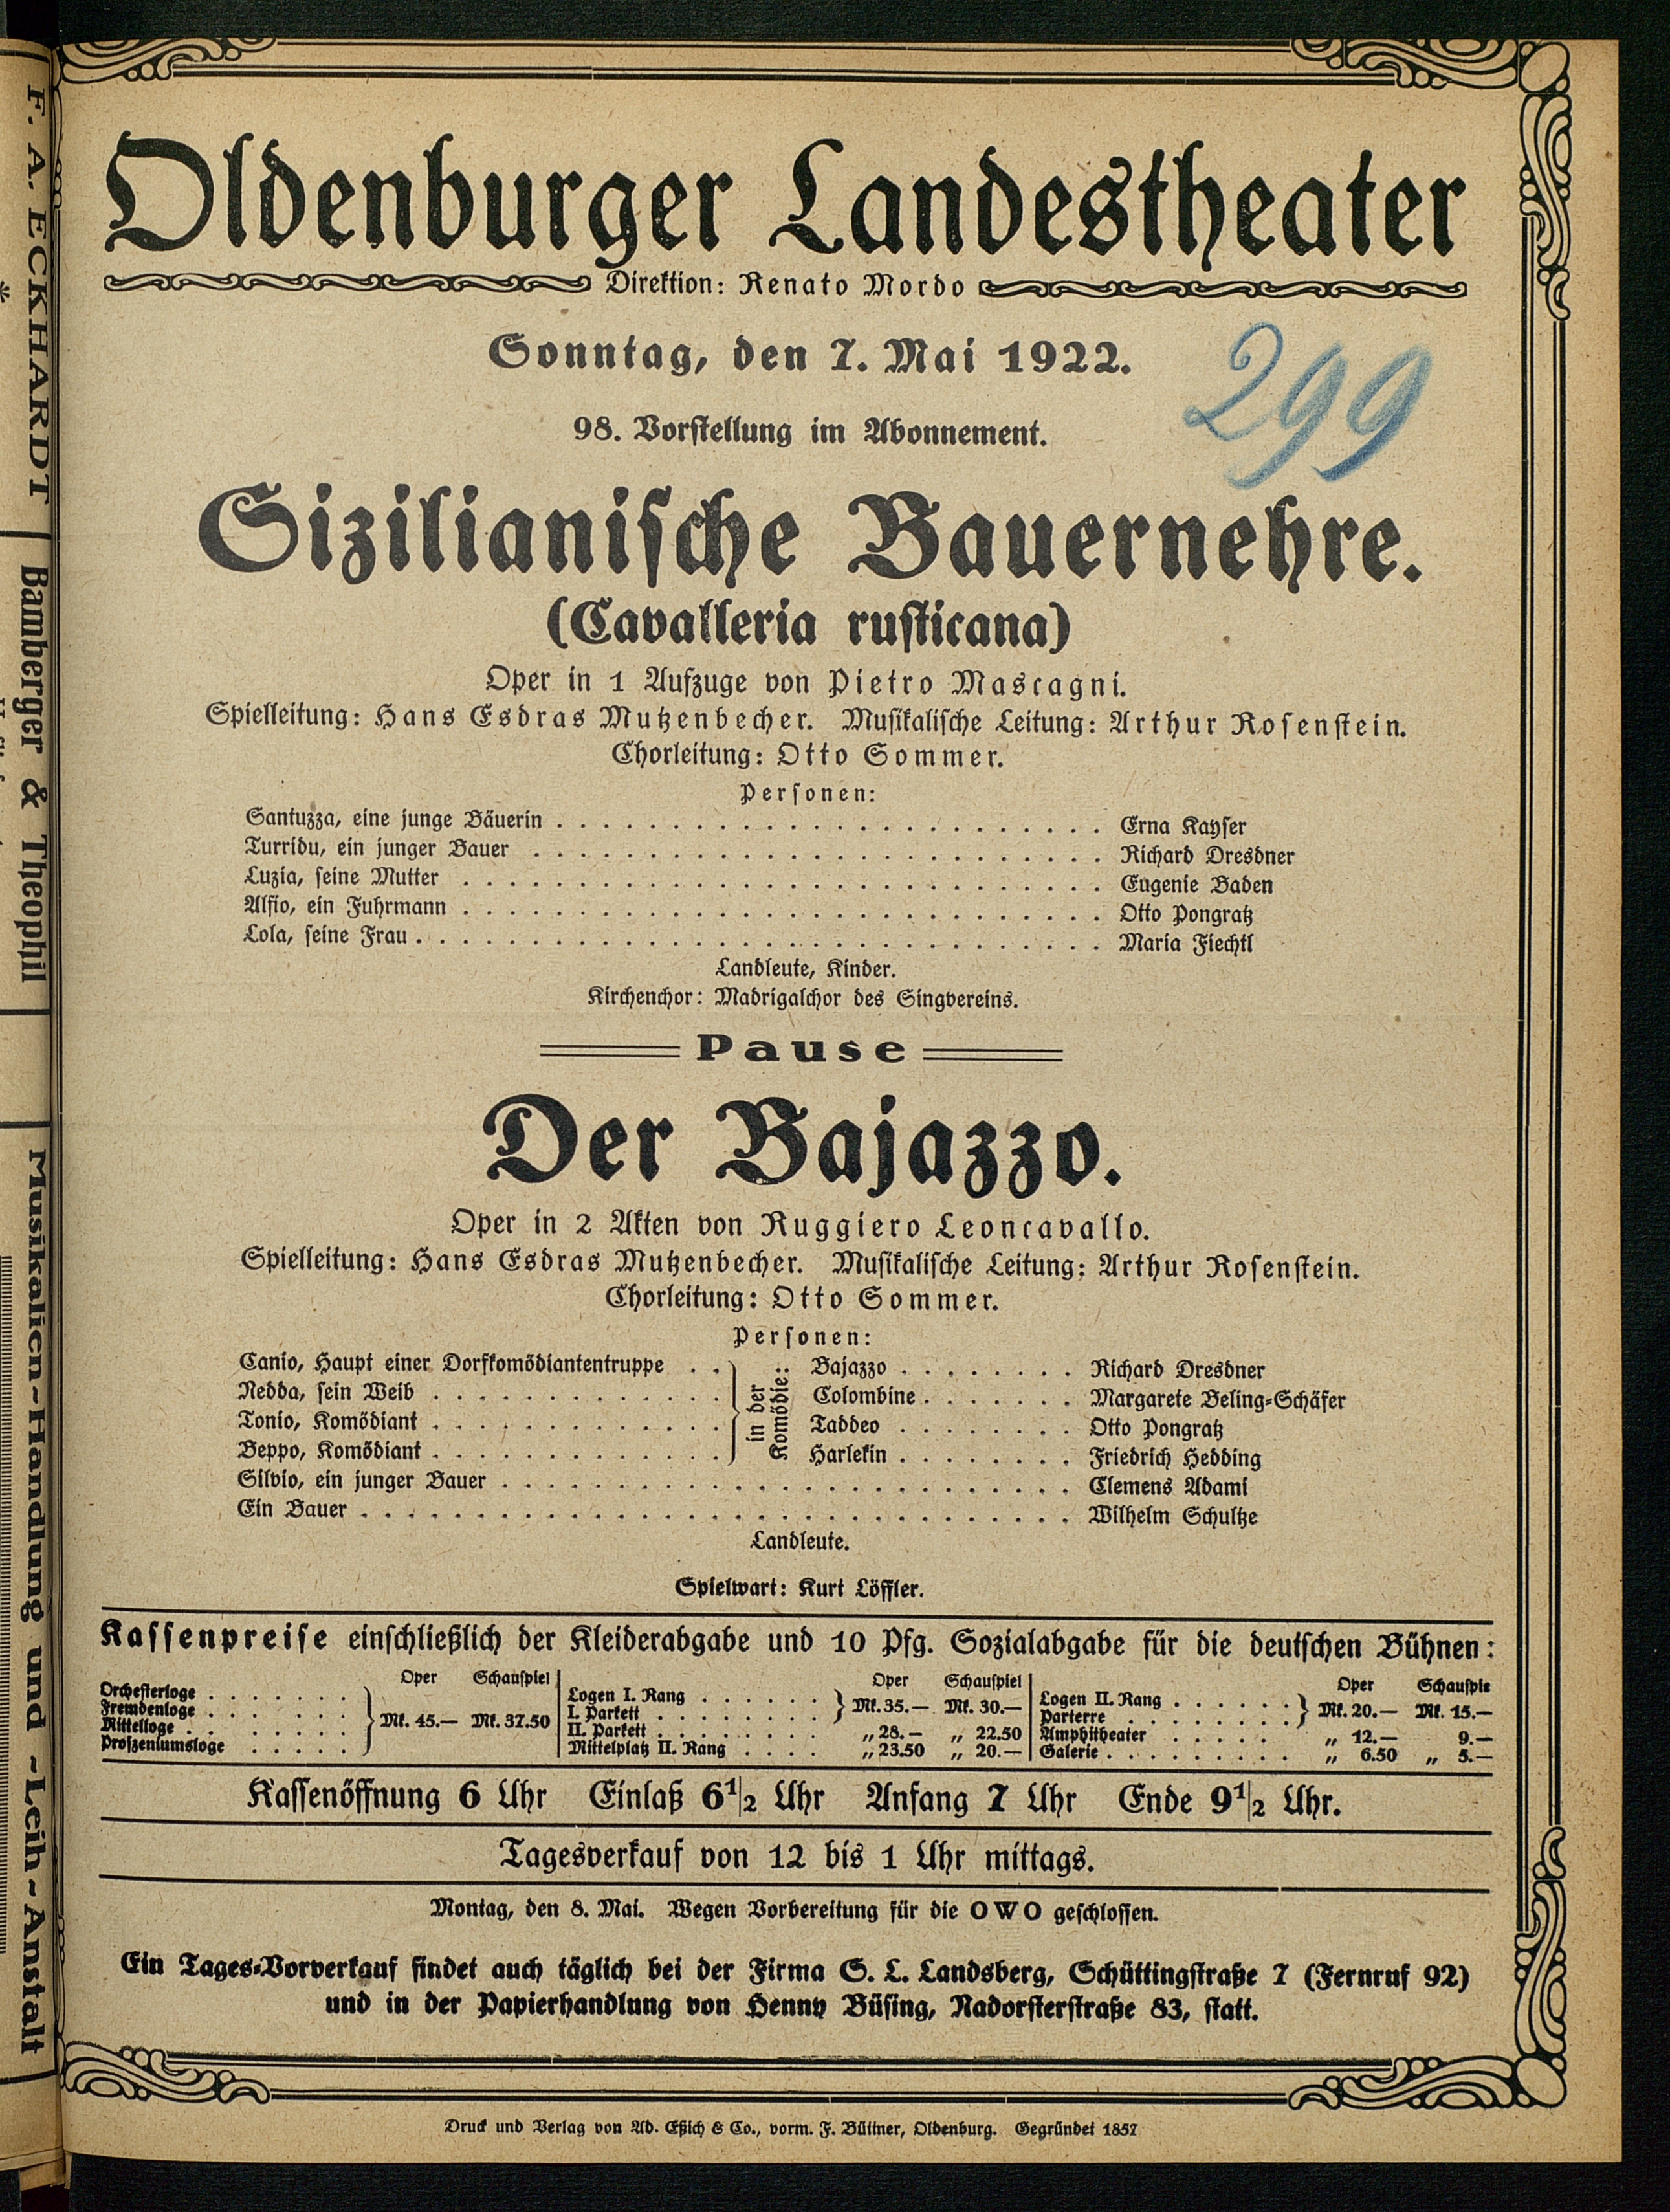 Oldenburger Landestheater
Direktion: Renato Mordo
Sonntag, den 7. Mai 1922.
299
98. Vorstellung im Abonnement.
Sizilianische Bauernehre.
(Cavalleria rusticana)
Oper in 1 Aufzuge von Pietro Mascagni.
Spielleitung: Hans Esdras Mutzenbecher. Musikalische Leitung: Arthur Rosenstein.
Chorleitung: Otto Sommer.
Personen:
Santuzza, eine junge Bäuerin . . . . . Erna Kayser
Turridu, ein junger Bauer . . . . . Richard Dresdner
Luzia, seine Mutter . . . . . Eugenie Baden
Alfio, ein Fuhrmann . . . . . Otto Pongratz
Lola, seine Frau . . . . . Maria Fiechtl
Landleute, Kinder.
Kirchenchor: Madrigalchor des Singvereins.
Pause
Der Bajazzo.
Oper in 2 Akten von Ruggiero Leoncavallo.
Spielleitung: Hans Esdras Mutzenbecher. Musikalische Leitung: Arthur Rosenstein.
Chorleitung: Otto Sommer.
Personen:
Canio, Haupt einer Dorfkomödiantentruppe . . } in der Komödie: Bajazzo . . . . . Richard Dresdner
Nedda, sein Weib . . . . . Colombine . . . . . Margarete Beling-Schäfer
Tonio, Komödiant . . . . . Taddeo . . . . . Otto Pongratz
Beppo, Komödiant . . . . . Harlekin . . . . . Friedrich Hedding
Silvio, ein junger Bauer . . . . . Clemens Adami
Ein Bauer . . . . . Wilhelm Schultze
Landleute.
Spielwart: Kurt Löffler.
Kassenpreise einschließlich der Kleiderabgabe und 10 Pfg. Sozialabgabe für die deutschen Bühnen:
Oper Schauspiel
Orchesterloge
Fremdenloge
Mittelloge
Proszeniumsloge
} Mk. 45.— Mk. 37.50
Oper Schauspiel
Logen I. Rang
I. Parkett
} Mk. 35.— Mk. 30.—
II. Parkett . . . „ 28.— „ 22.50
Mittelplatz II. Rang . . . . „ 23.50 „ 20.—
Oper Schauspie
Logen II. Rang
Parterre
} Mk. 20.— Mk. 15.—
Amphitheater . . . . . „ 12.— 9.—
Galerie . . . . . „ 6.50 „ 5.—
Kassenöffnung 6 Uhr Einlaß 6 1/2 Uhr Anfang 7 Uhr Ende 9 1/2 Uhr.
Tagesverkauf von 12 bis 1 Uhr mittags.
Montag, den 8. Mai. Wegen Vorbereitung für die OWO geschlossen.
Ein Tages-Vorverkauf findet auch täglich bei der Firma S. L. Landsberg, Schüttingstraße 7 (Fernruf 92)
und in der Papierhandlung von Henny Büsing, Nadorsterstraße 83, statt.
Druck und Verlag von Ad. Eßich & Co., vorm. F. Büttner, Oldenburg. Gegründet 1857
F. A. ECKHARDT
Bamberger & Theophil
Musikalien-Handlung und -Leih-Anstalt